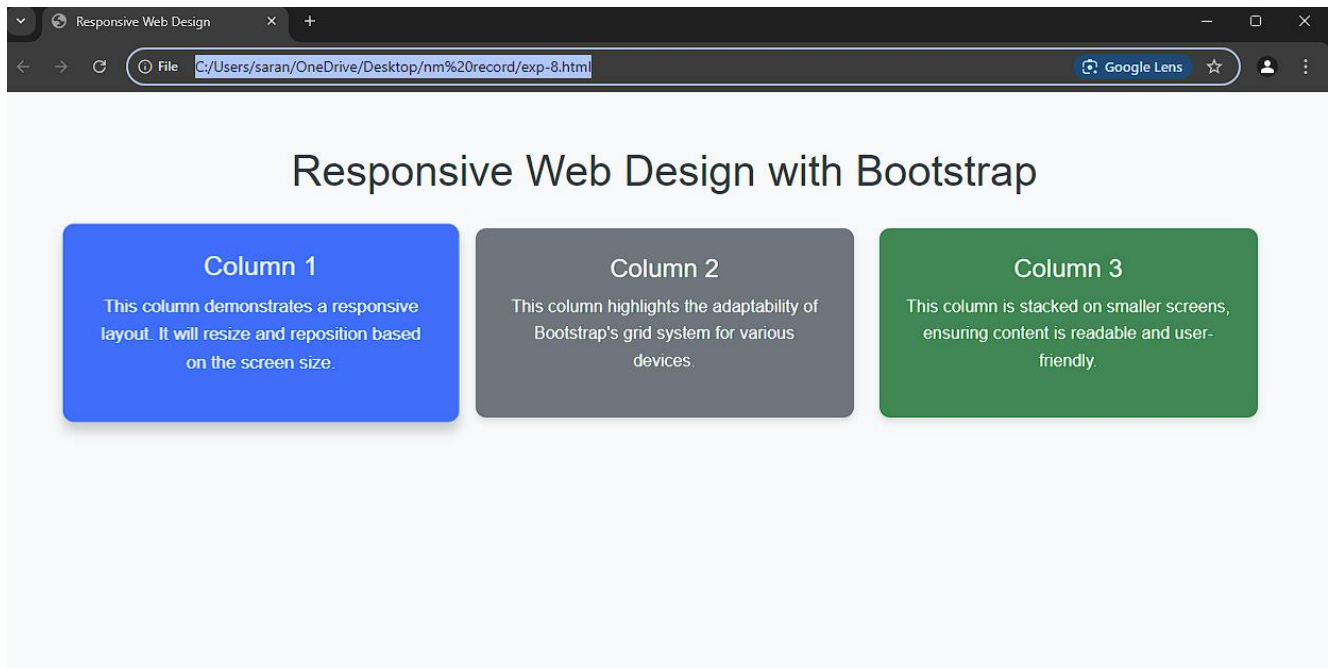 Responsive Web Design
File C:/Users/saran/OneDrive/Desktop/nm%20record/exp-8.html Google Lens
Responsive Web Design with Bootstrap
Column 1
This column demonstrates a responsive
layout. It will resize and reposition based
on the screen size.
Column 2
This column highlights the adaptability of
Bootstrap's grid system for various
devices.
Column 3
This column is stacked on smaller screens,
ensuring content is readable and user-
friendly.